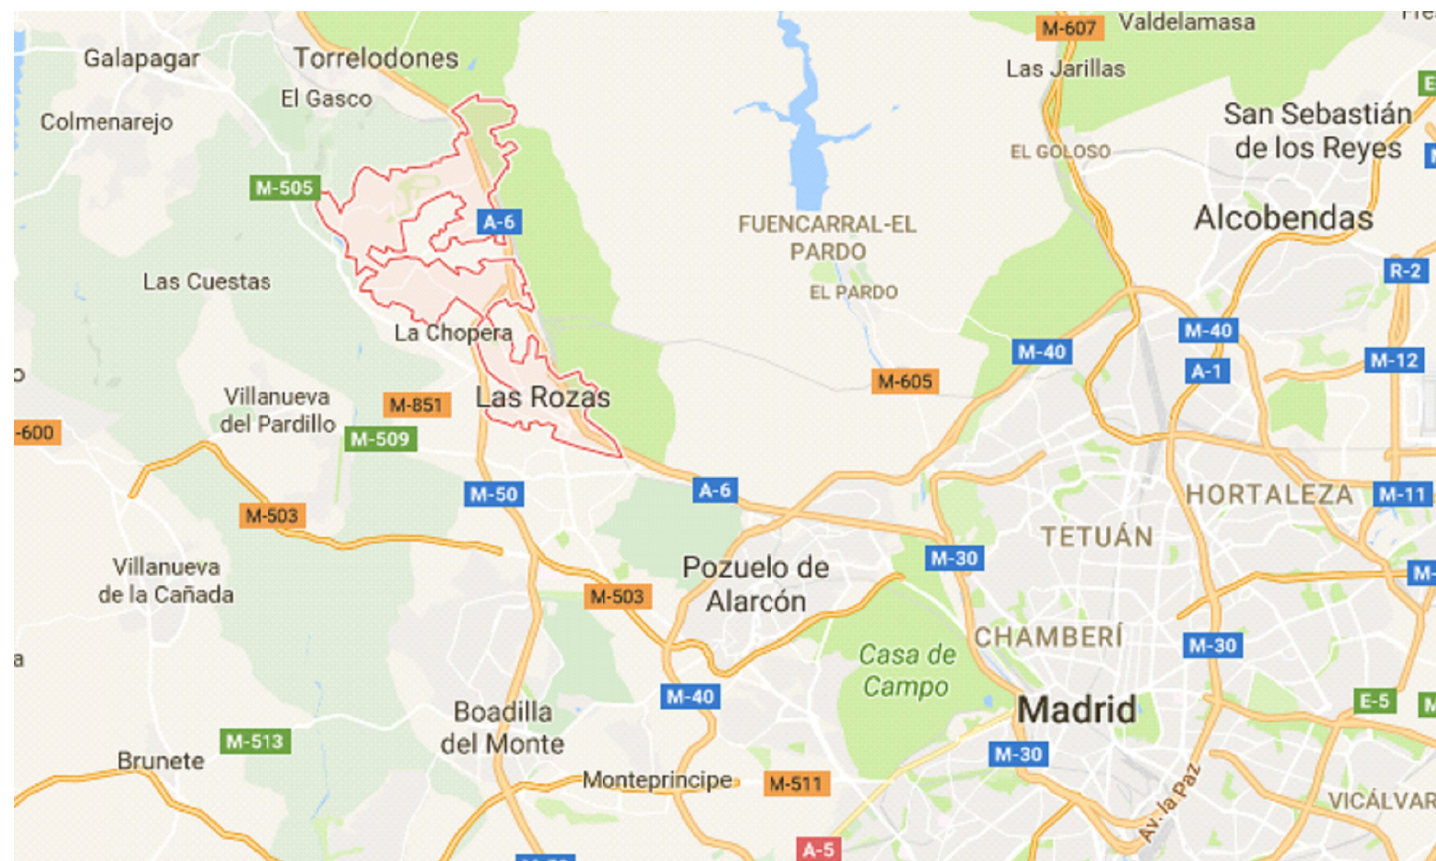 M-607
Valdelamasa
Galapagar
Torrelodones
Las Jarillas
El Gasco
Colmenarejo
San Sebastián
de los Reyes
EL GOLOSO
M-505
A-6
FUENCARRAL-EL
PARDO
Alcobendas
Las Cuestas
EL PARDO
R-2
La Chopera
M-40
M-40
M-12
A-1
M-605
Villanueva
del Pardillo
M-851
Las Rozas
-600
M-509
M-50
A-6
HORTALEZA
M-11
M-503
TETUÁN
M-30
Villanueva
de la Cañada
Pozuelo de
Alarcón
M-503
CHAMBERÍ
M-30
Casa de
Campo
M-40
Madrid
E-5
Boadilla
del Monte
M-513
Brunete
M-30
Monteprincipe
M-511
Av. la Paz
VICÁLVAR
A-5